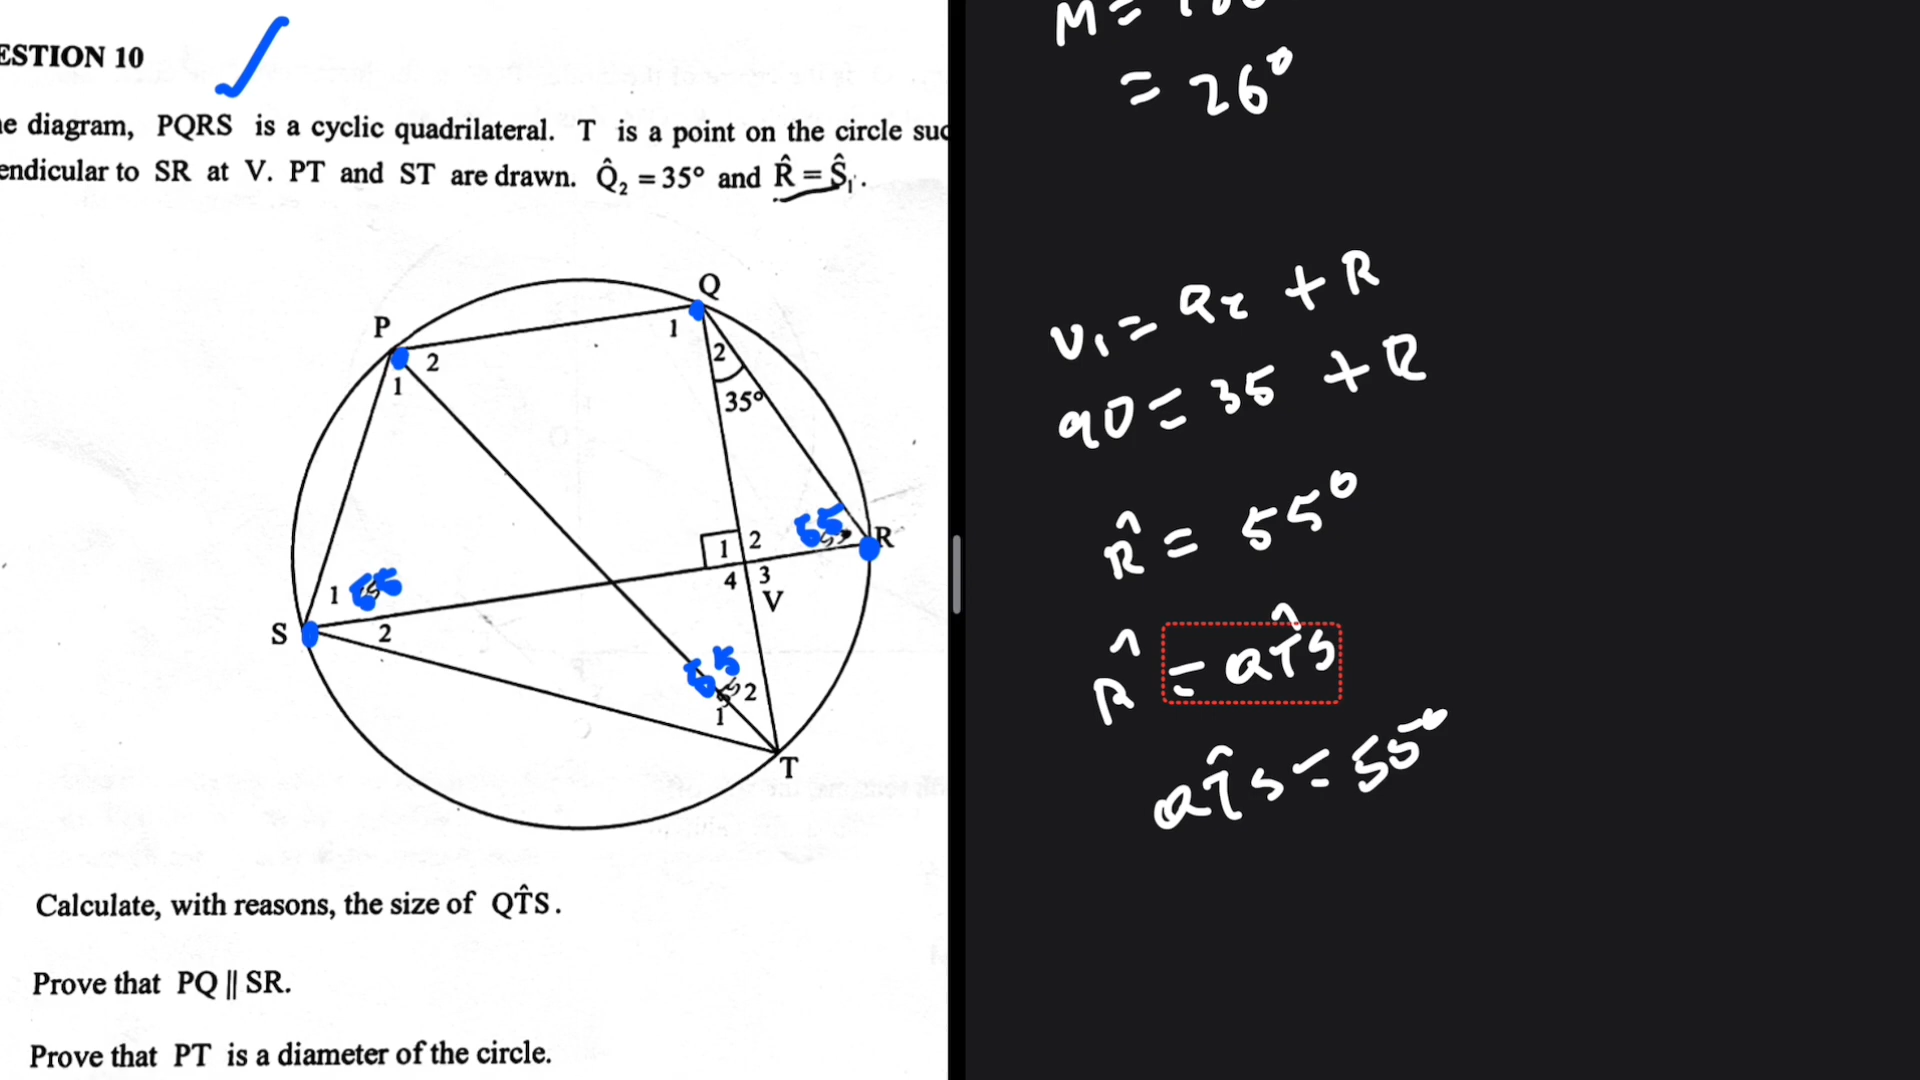 ESTION 10
e diagram, PQRS is a cyclic quadrilateral. T is a point on the circle suc
endicular to SR at V. PT and ST are drawn. Q̂₂ = 35° and R̂ = Ŝ₁.
Q
P
1
2
2
1
35°
55
R
1
2
4
3
V
1
55
S
2
55
2
1
T
Calculate, with reasons, the size of QT̂S.
Prove that PQ || SR.
Prove that PT is a diameter of the circle.
= 26°
V₁ = Q₂ + R
90 = 35 + R
R̂ = 55°
R̂ = QT̂S
QT̂S = 55°